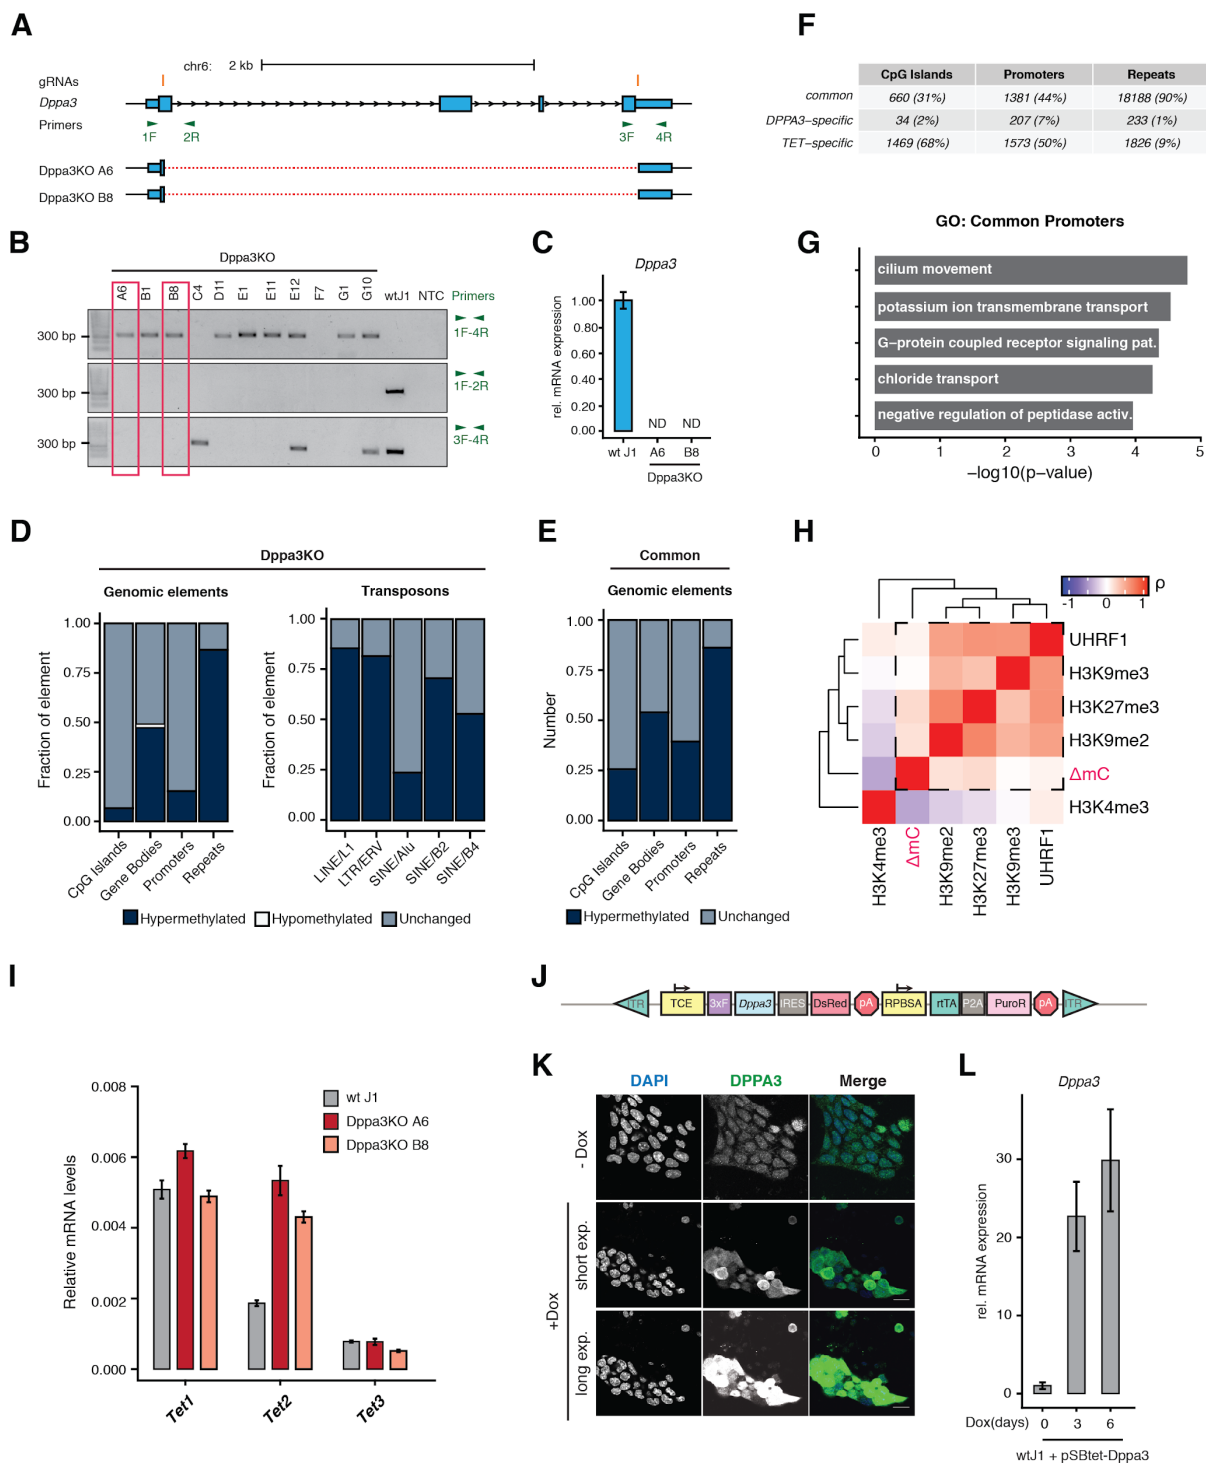 A
chr6: 2 kb
gRNAs
Dppa3
Primers
1F 2R 3F 4R
Dppa3KO A6
Dppa3KO B8
F
CpG Islands Promoters Repeats
common 660 (31%) 1381 (44%) 18188 (90%)
DPPA3-specific 34 (2%) 207 (7%) 233 (1%)
TET-specific 1469 (68%) 1573 (50%) 1826 (9%)
B
Dppa3KO
A6 B1 B8 C4 D11 E1 E11 E12 F7 G1 G10 wtJ1 NTC Primers
300 bp 1F-4R
300 bp 1F-2R
300 bp 3F-4R
C
Dppa3
rel. mRNA expression
1.00
0.80
0.60
0.40
0.20
0.00
ND ND
wt J1 A6 B8
Dppa3KO
G
GO: Common Promoters
cilium movement
potassium ion transmembrane transport
G-protein coupled receptor signaling pat.
chloride transport
negative regulation of peptidase activ.
0 1 2 3 4 5
-log10(p-value)
D
Dppa3KO
Genomic elements
Fraction of element
1.00
0.75
0.50
0.25
0.00
CpG Islands Gene Bodies Promoters Repeats
Transposons
Fraction of element
1.00
0.75
0.50
0.25
0.00
LINE/L1 LTR/ERV SINE/Alu SINE/B2 SINE/B4
Hypermethylated Hypomethylated Unchanged
E
Common
Genomic elements
Number
1.00
0.75
0.50
0.25
0.00
CpG Islands Gene Bodies Promoters Repeats
Hypermethylated Unchanged
H
-1 0 1 ρ
UHRF1
H3K9me3
H3K27me3
H3K9me2
ΔmC
H3K4me3
H3K4me3 ΔmC H3K9me2 H3K27me3 H3K9me3 UHRF1
I
Relative mRNA levels
0.008
0.006
0.004
0.002
0.000
wt J1
Dppa3KO A6
Dppa3KO B8
Tet1 Tet2 Tet3
J
ITR TCE 3xF Dppa3 IRES DsRed pA RPBSA rtTA P2A PuroR pA ITR
K
DAPI DPPA3 Merge
- Dox
+Dox
short exp.
long exp.
L
Dppa3
rel. mRNA expression
30
20
10
0
Dox(days) 0 3 6
wtJ1 + pSBtet-Dppa3